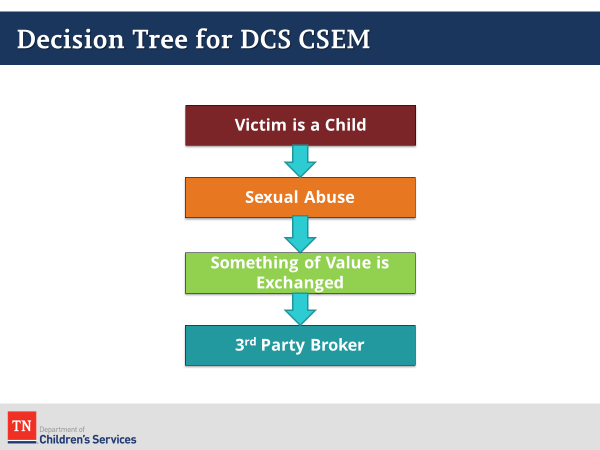 Decision Tree for DCS CSEM
Victim is a Child
Sexual Abuse
Something of Value is
Exchanged
3rd Party Broker
TN
Department of
Children's Services